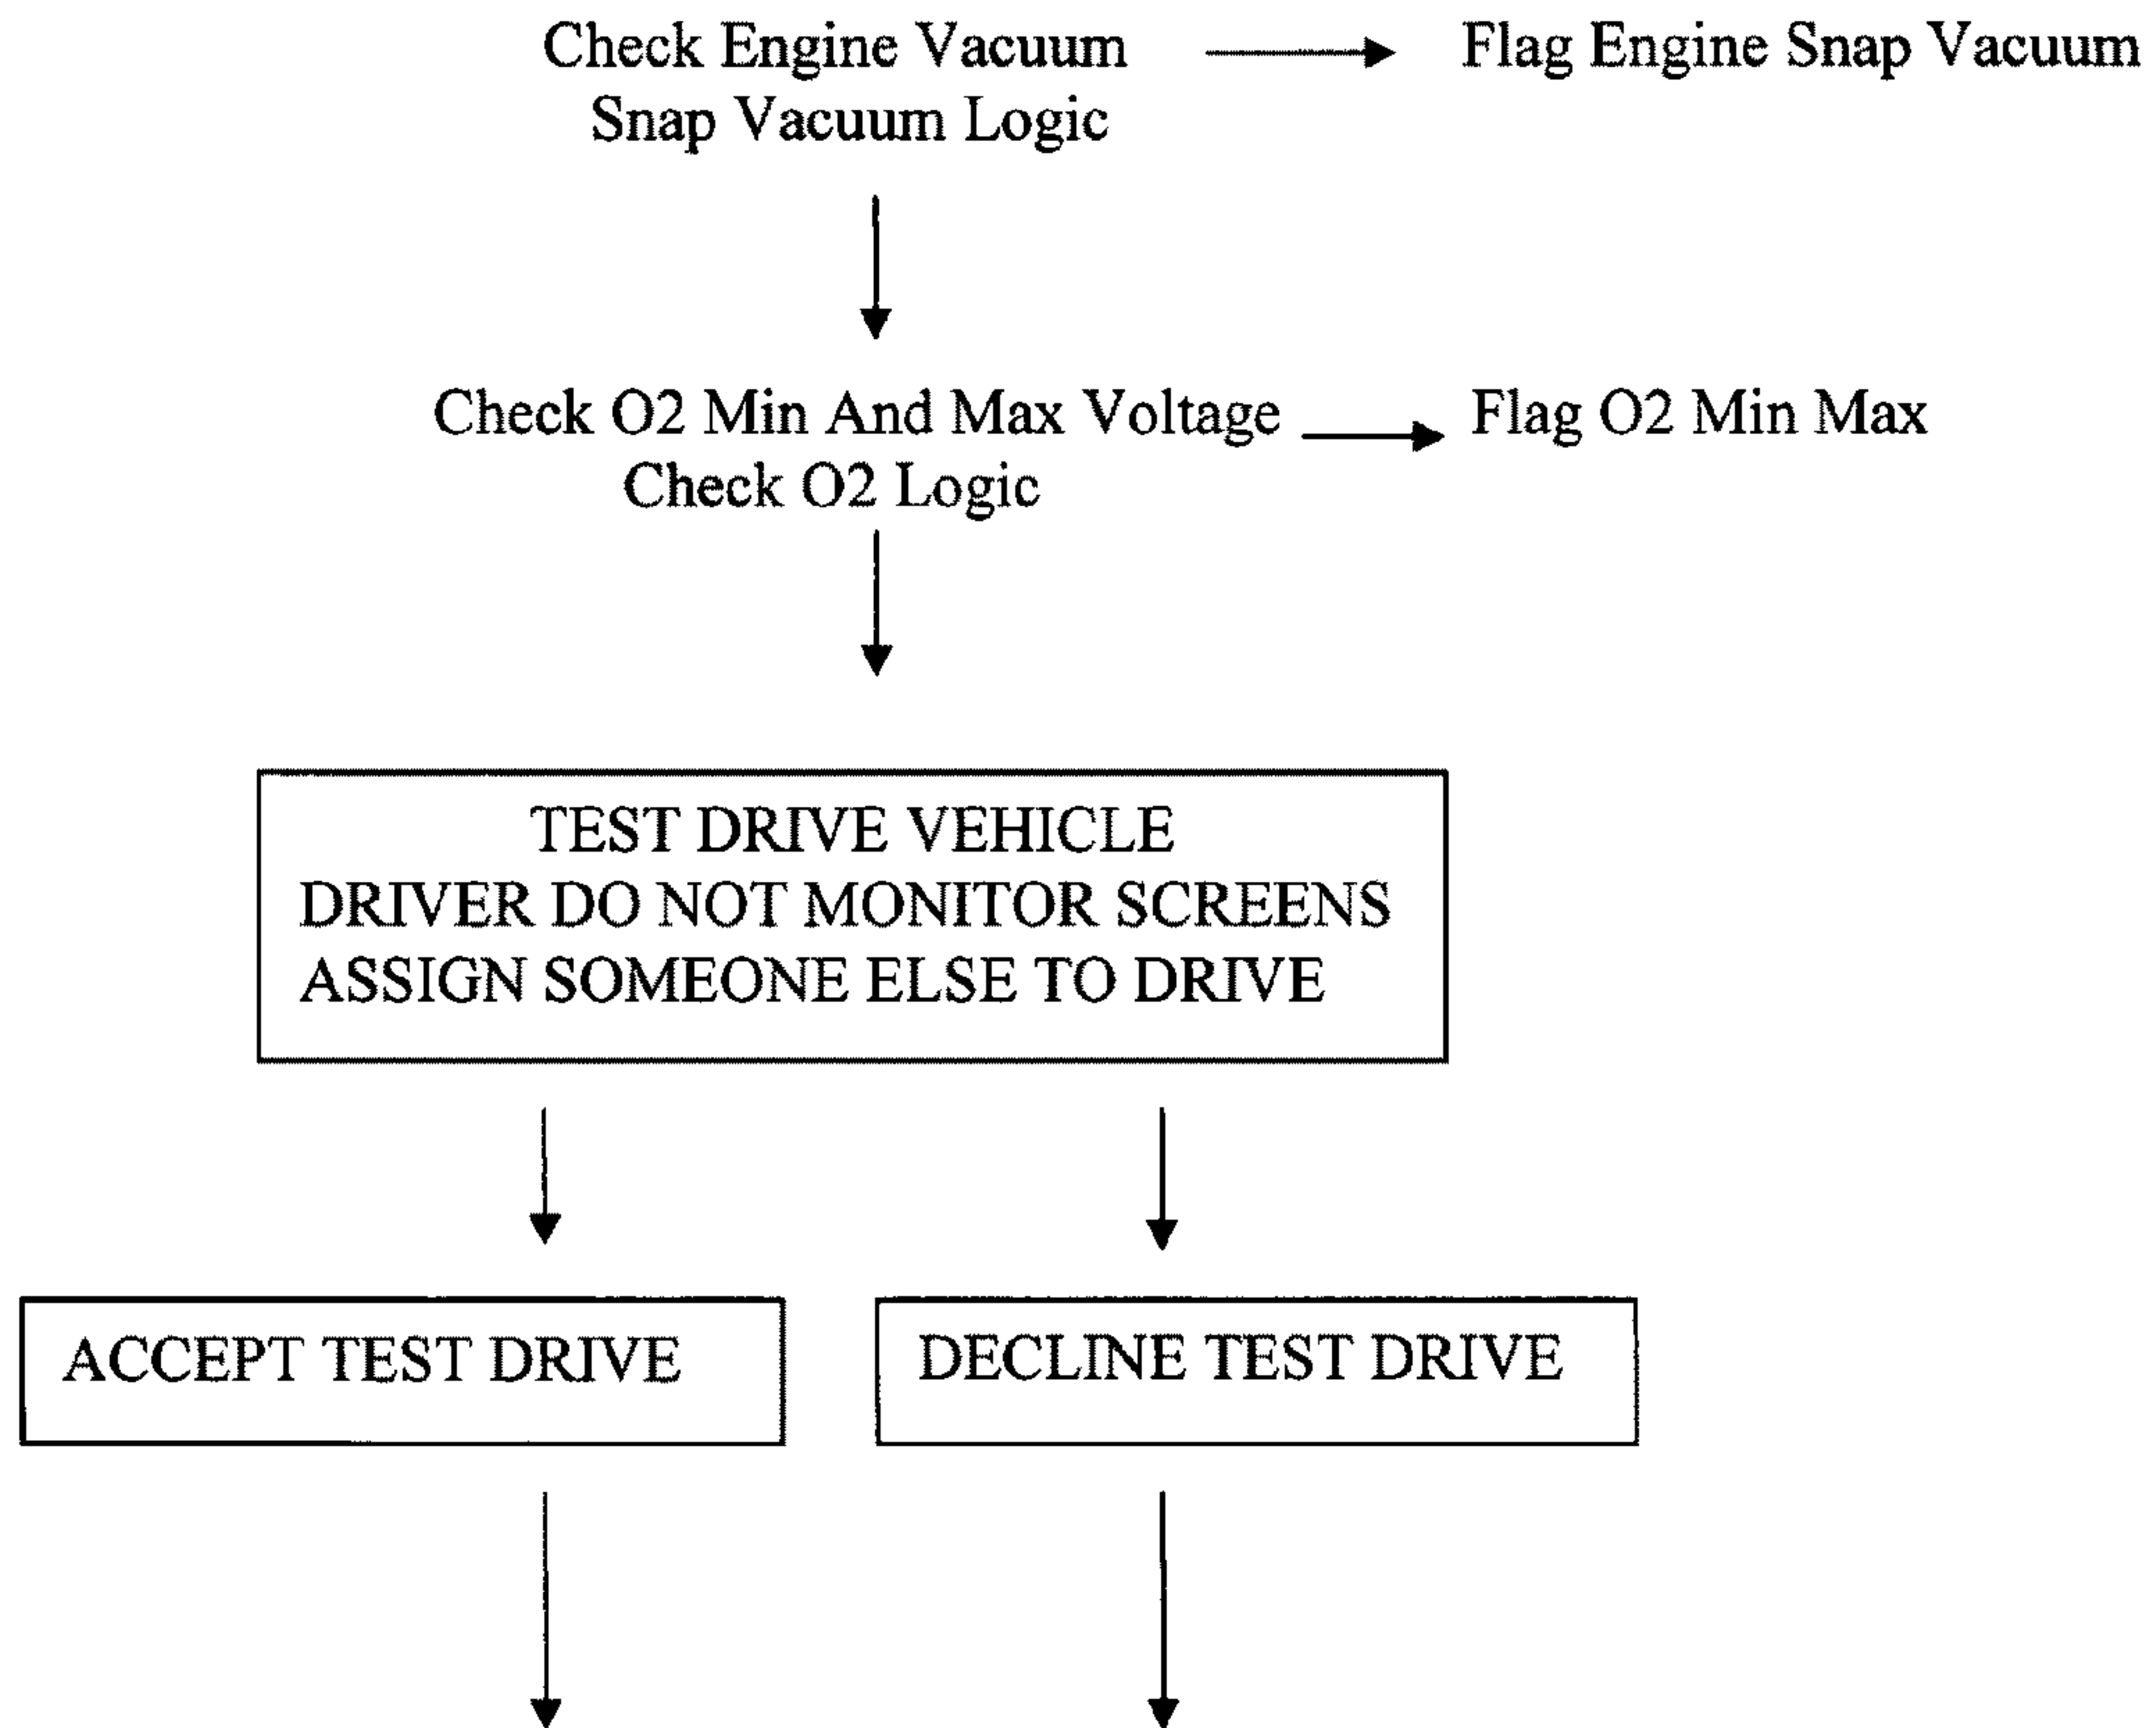 Check Engine Vacuum
Snap Vacuum Logic
Flag Engine Snap Vacuum
Check O2 Min And Max Voltage
Check O2 Logic
Flag O2 Min Max
TEST DRIVE VEHICLE
DRIVER DO NOT MONITOR SCREENS
ASSIGN SOMEONE ELSE TO DRIVE
ACCEPT TEST DRIVE
DECLINE TEST DRIVE